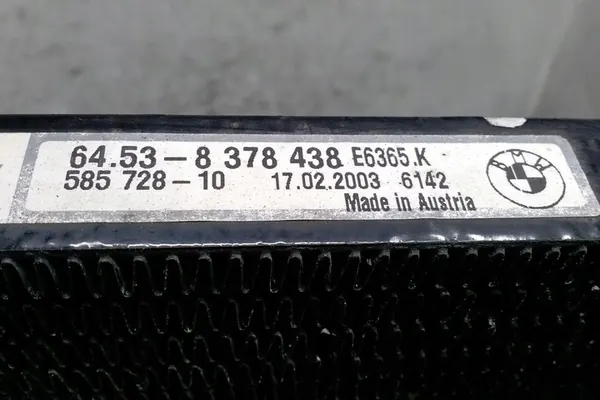 64.53-8 378 438 E6365.K
585 728-10 17.02.2003 6142
Made in Austria